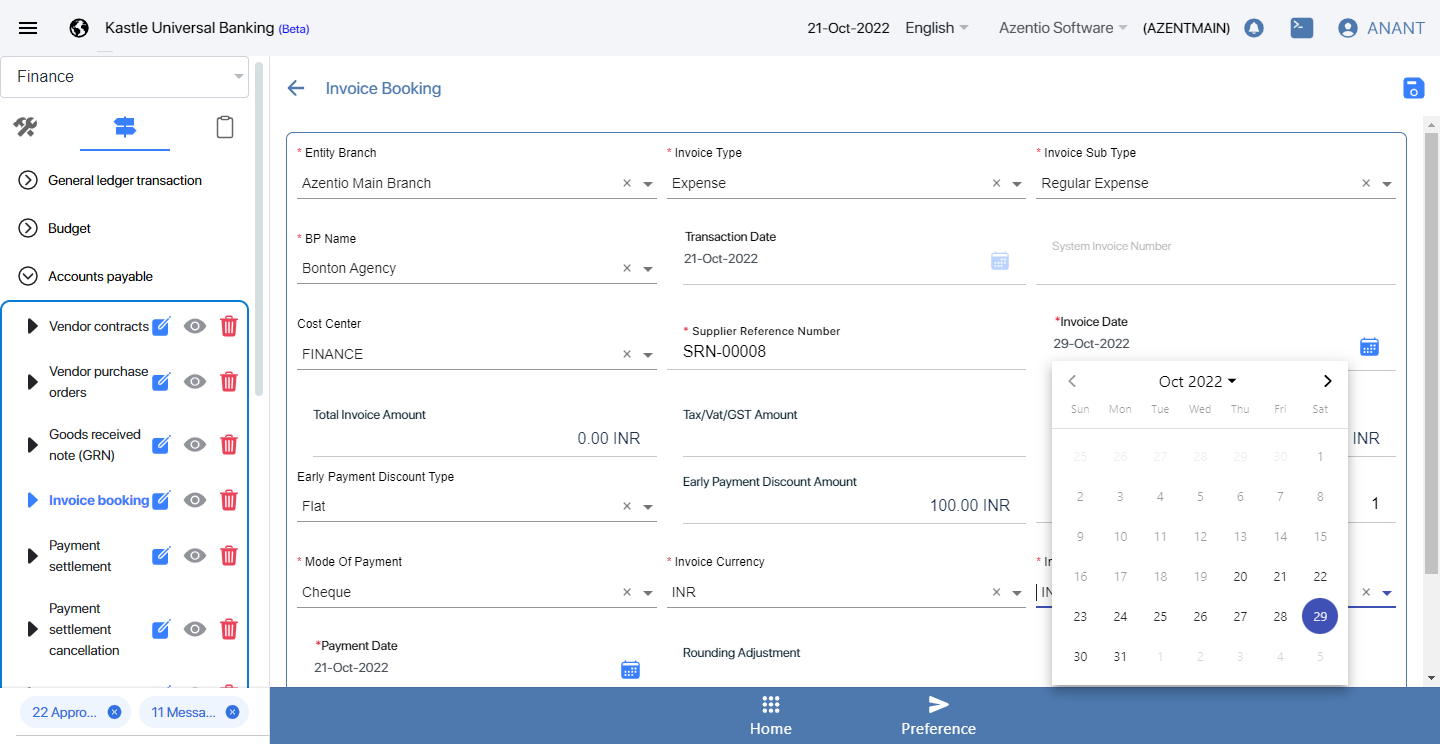 Kastle Universal Banking (Beta)
21-Oct-2022
English
Azentio Software
(AZENTMAIN)
ANANT
Finance
General ledger transaction
Budget
Accounts payable
Vendor contracts
Vendor purchase
orders
Goods received
note (GRN)
Invoice booking
Payment
settlement
Payment
settlement
cancellation
22 Appro...
11 Messa...
Invoice Booking
* Entity Branch
* Invoice Type
* Invoice Sub Type
Azentio Main Branch
Expense
Regular Expense
* BP Name
Transaction Date
System Invoice Number
Bonton Agency
21-Oct-2022
Cost Center
* Supplier Reference Number
*Invoice Date
FINANCE
SRN-00008
29-Oct-2022
Oct 2022
Sun Mon Tue Wed Thu Fri Sat
25 26 27 28 29 30 1
2 3 4 5 6 7 8
9 10 11 12 13 14 15
16 17 18 19 20 21 22
23 24 25 26 27 28 29
30 31 1 2 3 4 5
Total Invoice Amount
Tax/Vat/GST Amount
0.00 INR
INR
Early Payment Discount Type
Early Payment Discount Amount
Flat
100.00 INR
1
* Mode Of Payment
* Invoice Currency
Cheque
INR
*Payment Date
Rounding Adjustment
21-Oct-2022
Home
Preference